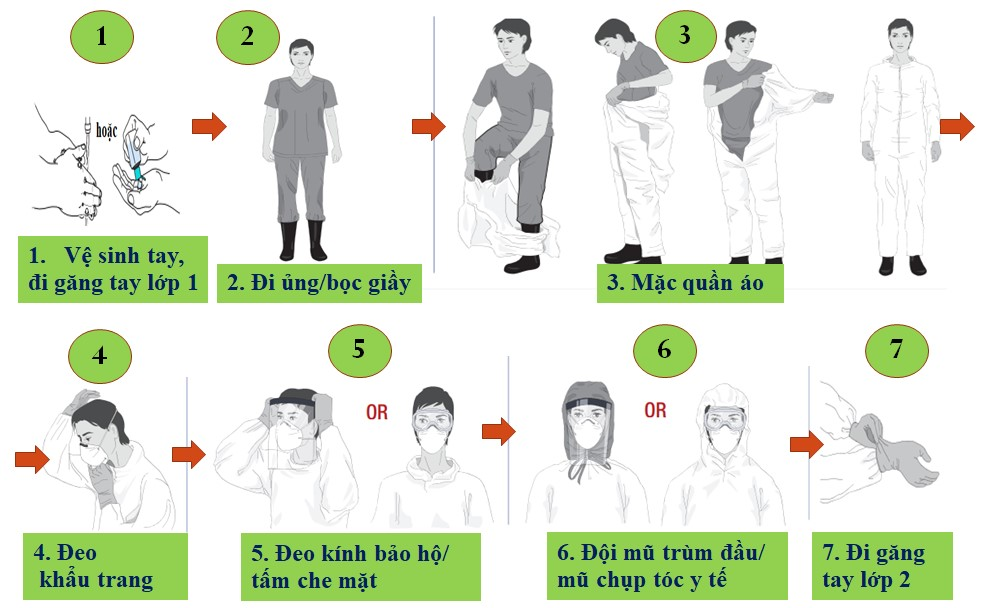 1
2
3
hoặc
1. Vệ sinh tay,
đi găng tay lớp 1
2. Đi ủng/bọc giầy
3. Mặc quần áo
4
5
6
7
OR
OR
4. Đeo
khẩu trang
5. Đeo kính bảo hộ/
tấm che mặt
6. Đội mũ trùm đầu/
mũ chụp tóc y tế
7. Đi găng
tay lớp 2